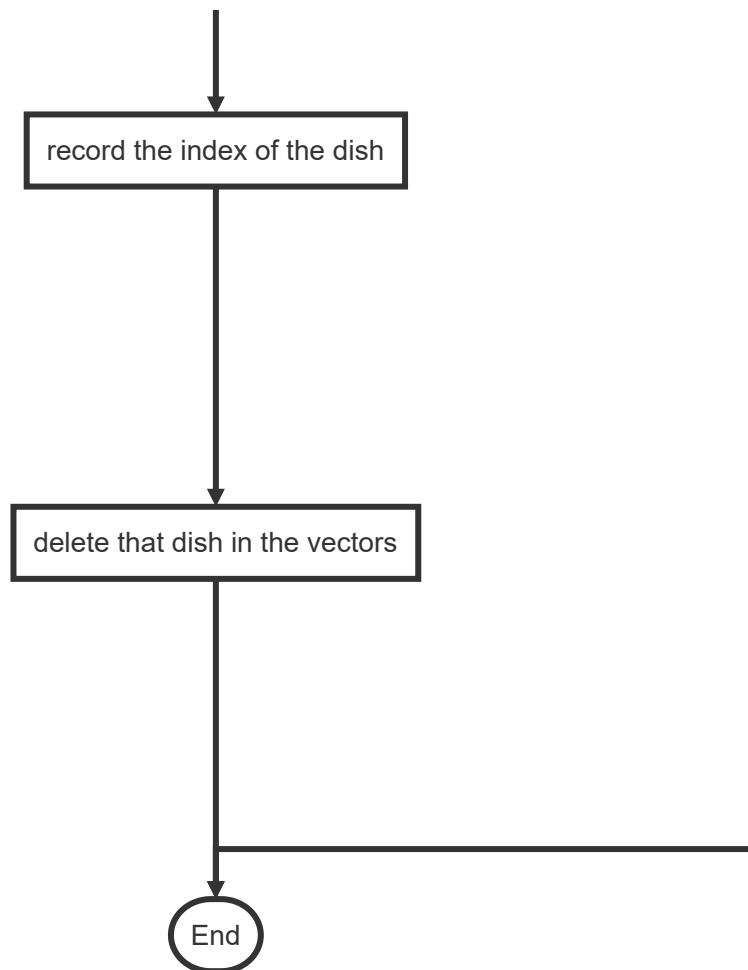 record the index of the dish
delete that dish in the vectors
End